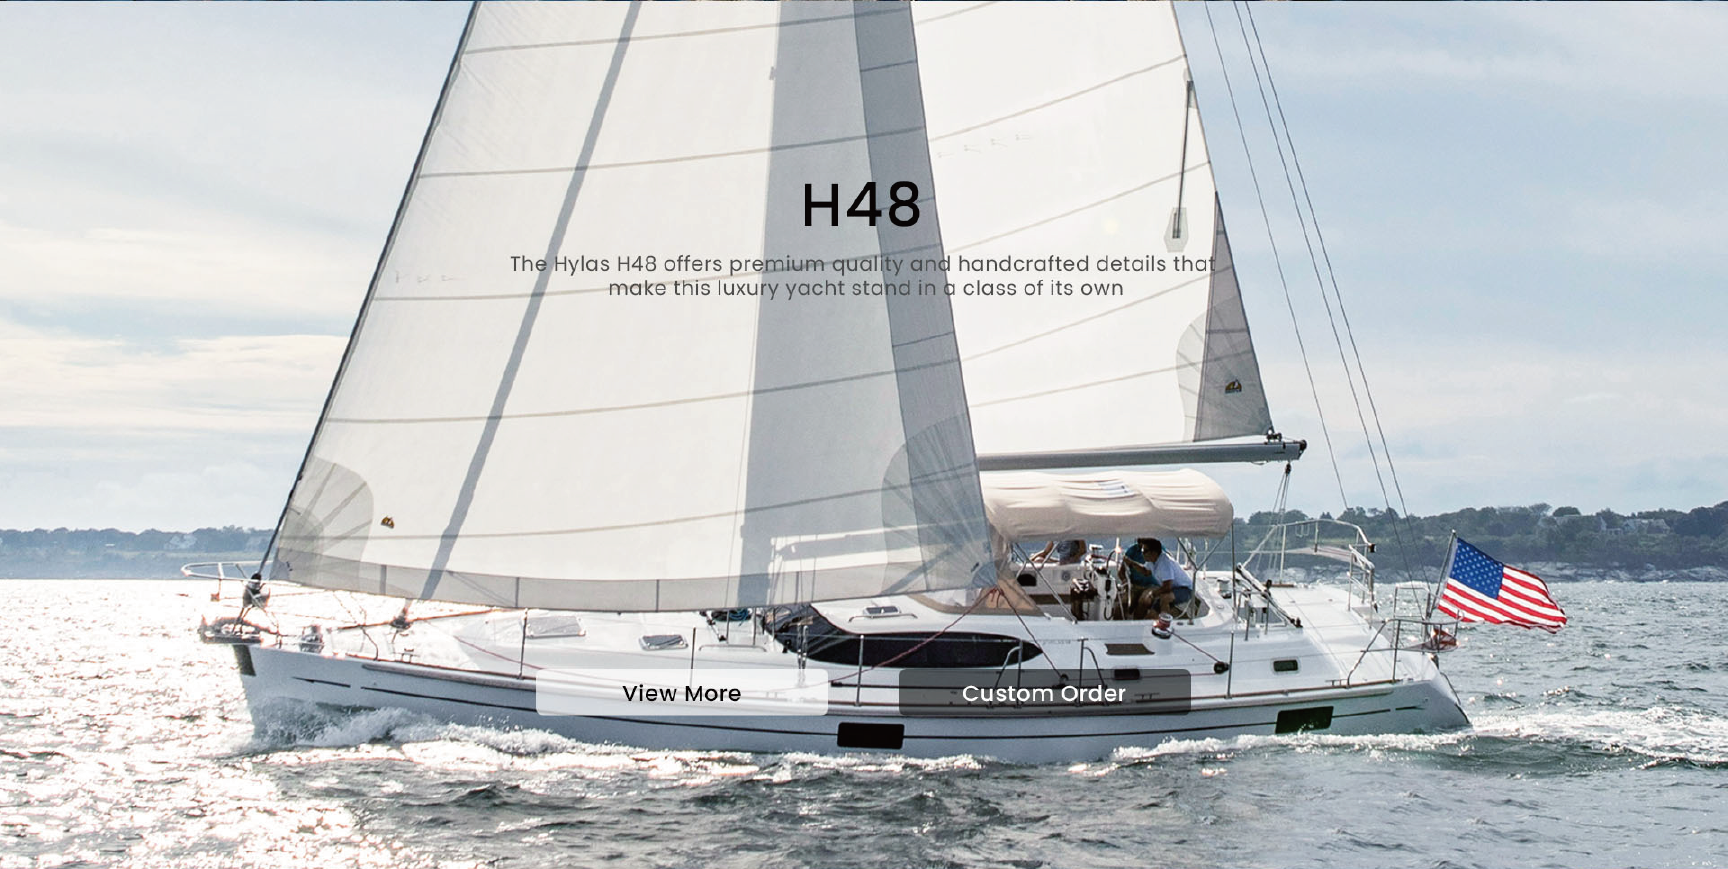 H48
The Hylas H48 offers premium quality and handcrafted details that
make this luxury yacht stand in a class of its own
View More
Custom Order